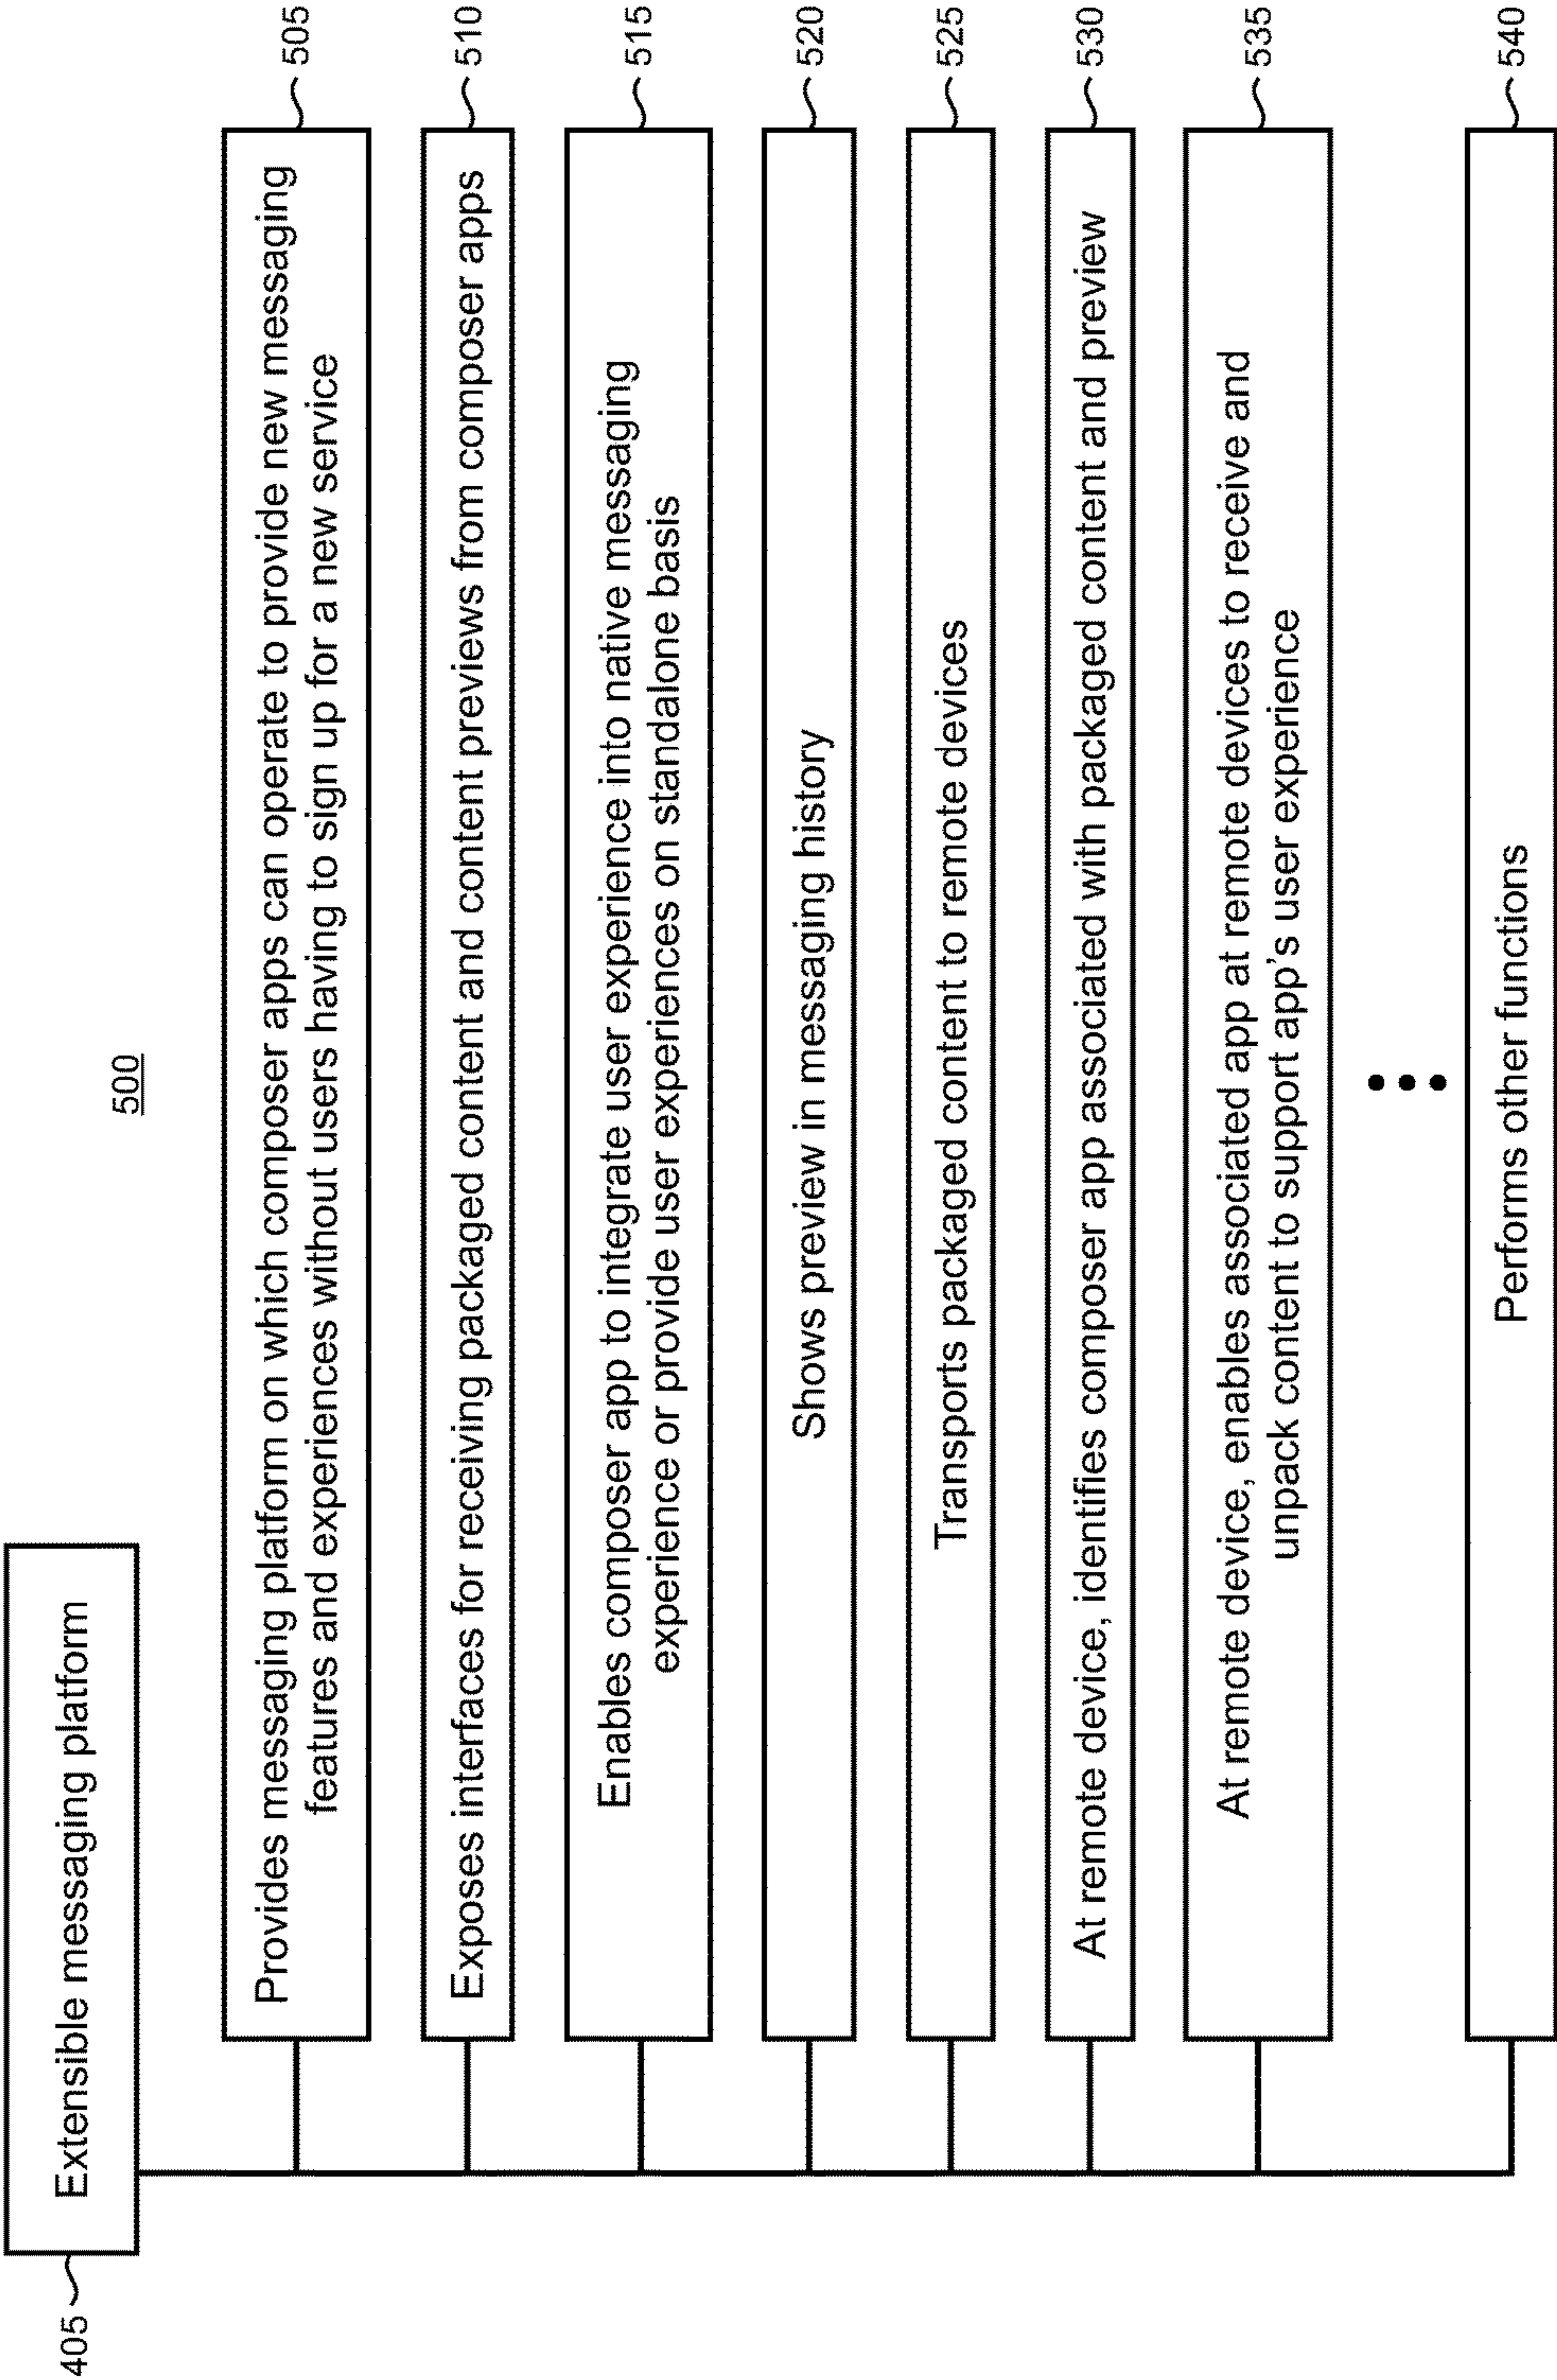 500
405
Extensible messaging platform
Provides messaging platform on which composer apps can operate to provide new messaging
features and experiences without users having to sign up for a new service
505
Exposes interfaces for receiving packaged content and content previews from composer apps
510
Enables composer app to integrate user experience into native messaging
experience or provide user experiences on standalone basis
515
Shows preview in messaging history
520
Transports packaged content to remote devices
525
At remote device, identifies composer app associated with packaged content and preview
530
At remote device, enables associated app at remote devices to receive and
unpack content to support app's user experience
535
Performs other functions
540